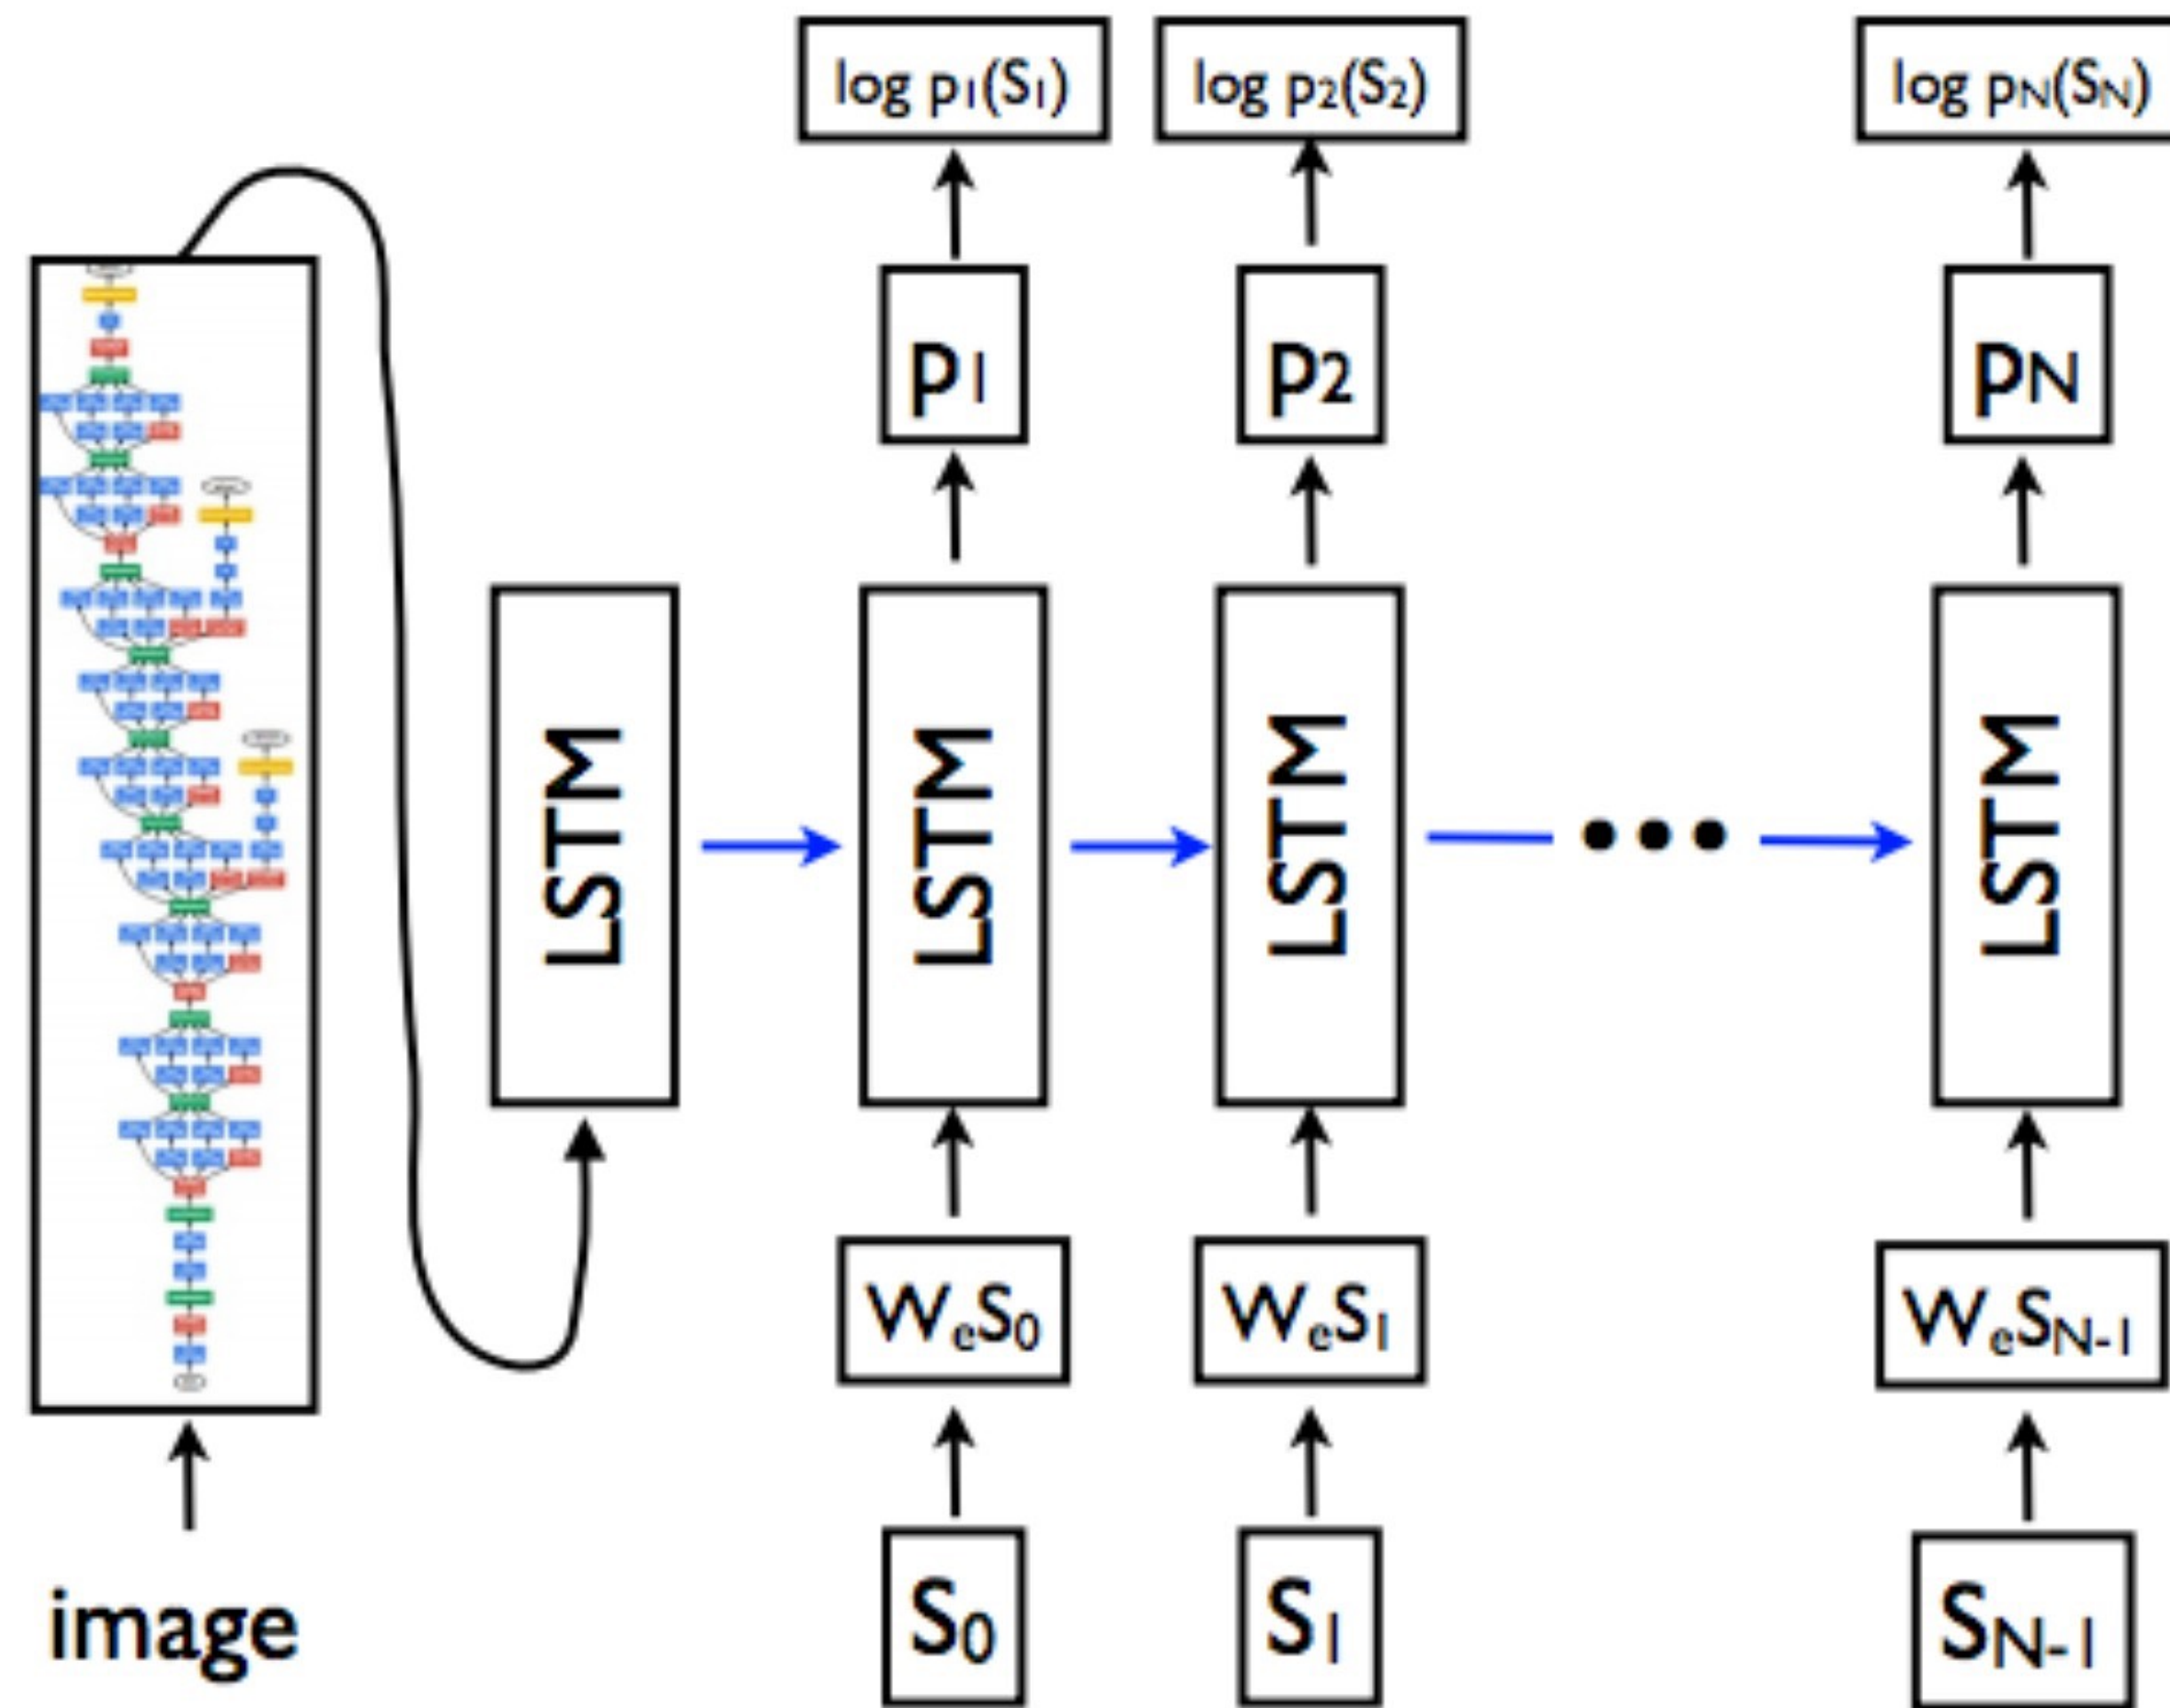 log p1(S1) log p2(S2) log pN(SN)
p1 p2 pN
LSTM LSTM LSTM LSTM
WeS0 WeS1 WeSN-1
image S0 S1 SN-1